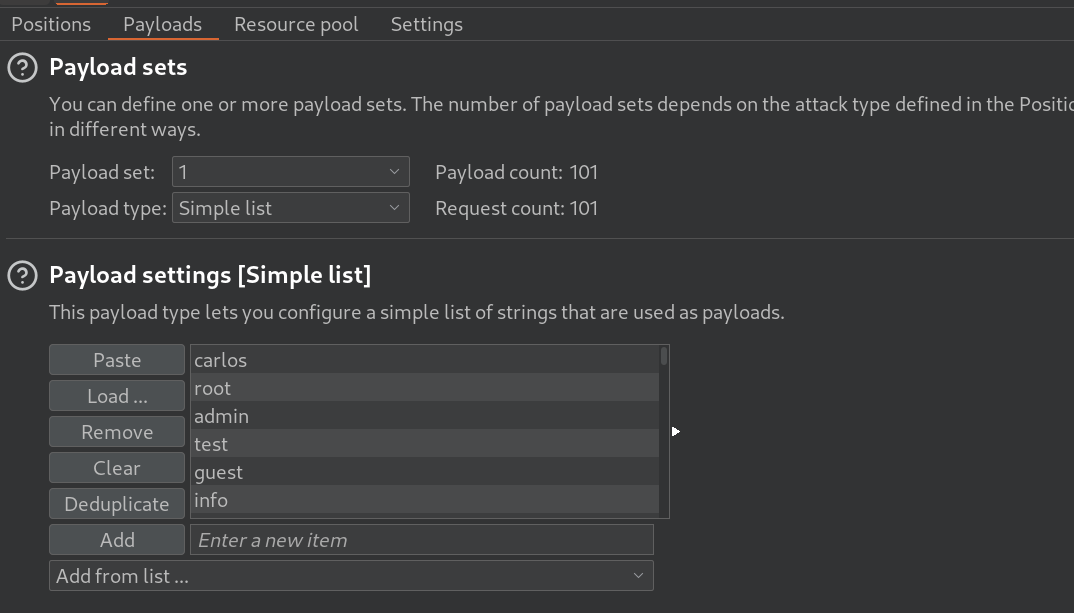 Positions Payloads Resource pool Settings
Payload sets
You can define one or more payload sets. The number of payload sets depends on the attack type defined in the
in different ways.
Payload set: 1 Payload count: 101
Payload type: Simple list Request count: 101
Payload settings [Simple list]
This payload type lets you configure a simple list of strings that are used as payloads.
Paste carlos
root
Load ...
admin
Remove
test
Clear guest
Deduplicate info
Add Enter a new item
Add from list ...